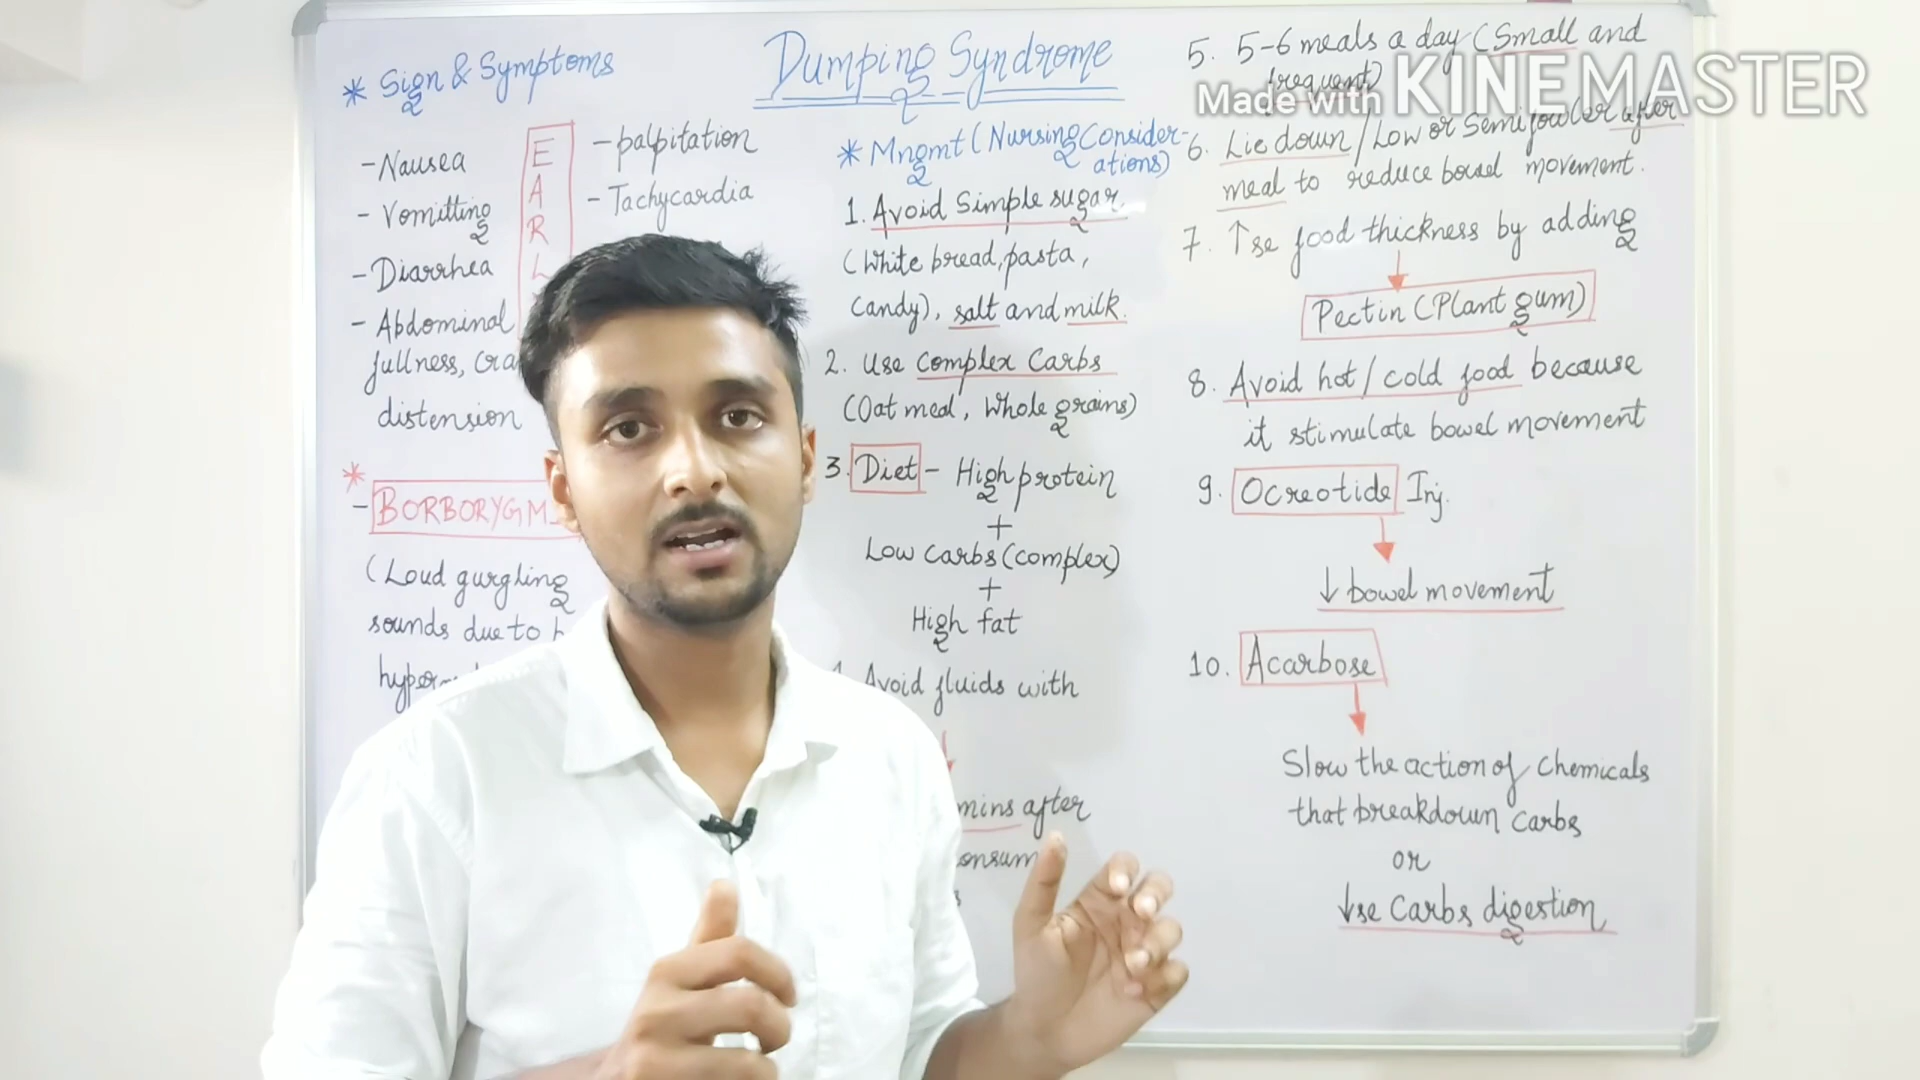 Dumping Syndrome
* Sign & Symptoms
- Nausea
- Vomitting
- Diarrhea
- Abdominal
fullness, cra
distension
*
- BORBORYGM
(Loud gurgling
sounds due to h
hyper
E
A
R
L
- palpitation
- Tachycardia
* Mngmt (Nursing Consider-
ations)
1. Avoid Simple sugar.
(White bread, pasta,
candy), salt and milk.
2. Use Complex Carbs
(Oat meal, Whole grains)
3. Diet - High protein
+
Low Carbs (complex)
+
High fat
Avoid fluids with
mins after
onsum
5. 5-6 meals a day (Small and
frequent)
Made with KINEMASTER
6. Lie down / Low or Semifowler after
meal to reduce bowel movement.
7. ↑se food thickness by adding
Pectin (Plant gum)
8. Avoid hot / cold food because
it stimulate bowel movement
9. Ocreotide Inj.
↓ bowel movement
10. Acarbose
Slow the action of Chemicals
that breakdown Carbs
or
↓se Carbs digestion